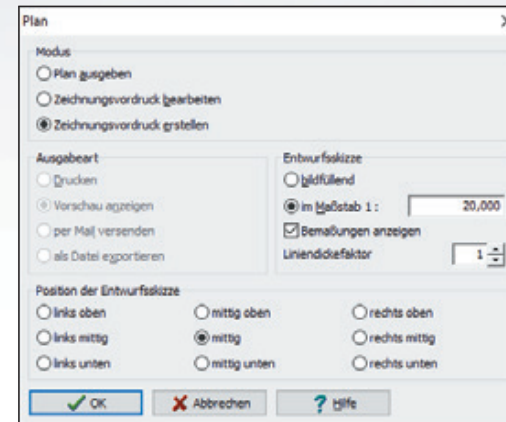 Plan
Modus
Plan ausgeben
Zeichnungsvordruck bearbeiten
Zeichnungsvordruck erstellen
Ausgabeart
Drucken
Vorschau anzeigen
per Mail versenden
als Datei exportieren
Entwurfsskizze
bildfüllend
im Maßstab 1 : 20,000
Bemaßungen anzeigen
Liniendickefaktor 1
Position der Entwurfsskizze
links oben mittig oben rechts oben
links mittig mittig rechts mittig
links unten mittig unten rechts unten
OK Abbrechen Hilfe